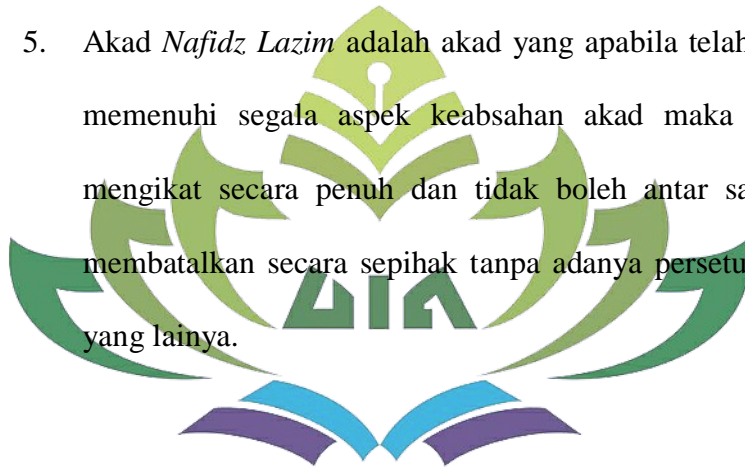 5. Akad Nafidz Lazim adalah akad yang apabila telah
memenuhi segala aspek keabsahan akad maka
mengikat secara penuh dan tidak boleh antar
membatalkan secara sepihak tanpa adanya
yang lainya.
UIN